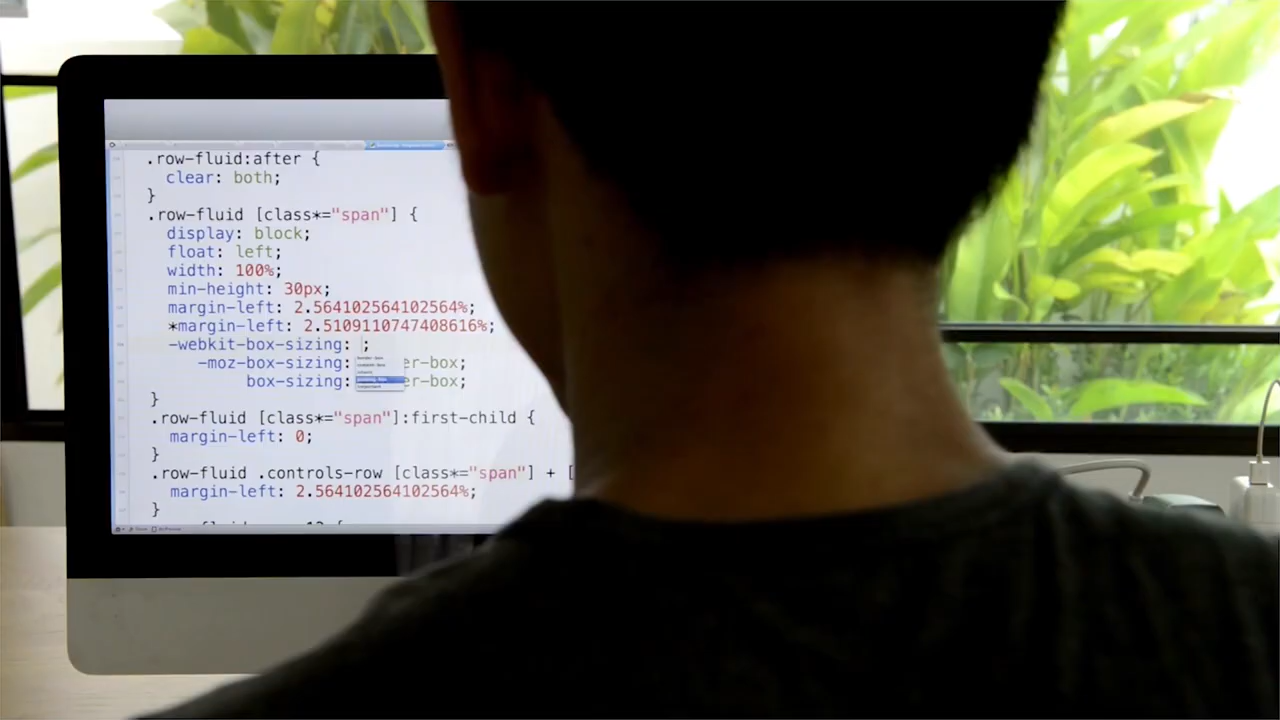 .row-fluid:after {
clear: both;
}
.row-fluid [class*="span"] {
display: block;
float: left;
width: 100%;
min-height: 30px;
margin-left: 2.564102564102564%;
*margin-left: 2.5109110747408616%;
-webkit-box-sizing: ;
-moz-box-sizing: er-box;
box-sizing: er-box;
}
.row-fluid [class*="span"]:first-child {
margin-left: 0;
}
.row-fluid .controls-row [class*="span"] + [
margin-left: 2.564102564102564%;
}